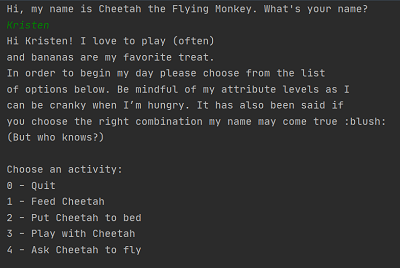 Hi, my name is Cheetah the Flying Monkey. What's your name?
Kristen
Hi Kristen! I love to play (often)
and bananas are my favorite treat.
In order to begin my day please choose from the list
of options below. Be mindful of my attribute levels as I
can be cranky when I’m hungry. It has also been said if
you choose the right combination my name may come true :blush:
(But who knows?)
Choose an activity:
0 - Quit
1 - Feed Cheetah
2 - Put Cheetah to bed
3 - Play with Cheetah
4 - Ask Cheetah to fly